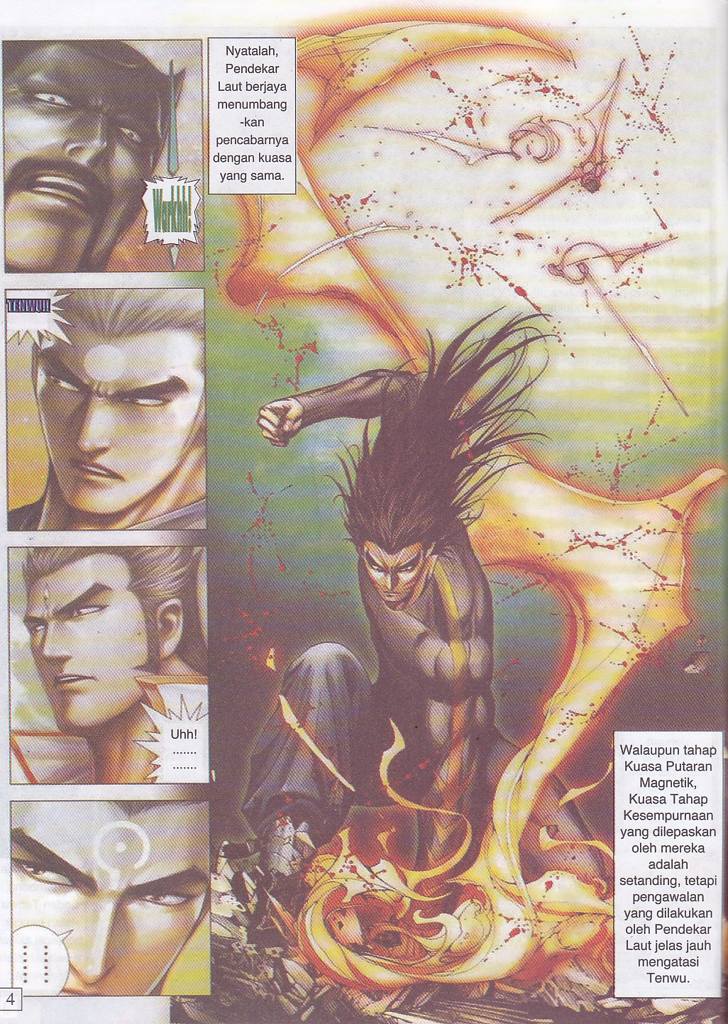 Nyatalah,
Pendekar
Laut berjaya
menumbang
-kan
pencabarnya
dengan kuasa
yang sama.
Warkhh!
TENWU!!
Uhh!
.......
.......
Walaupun tahap
Kuasa Putaran
Magnetik,
Kuasa Tahap
Kesempurnaan
yang dilepaskan
oleh mereka
adalah
setanding, tetapi
pengawalan
yang dilakukan
oleh Pendekar
Laut jelas jauh
mengatasi
Tenwu.
4